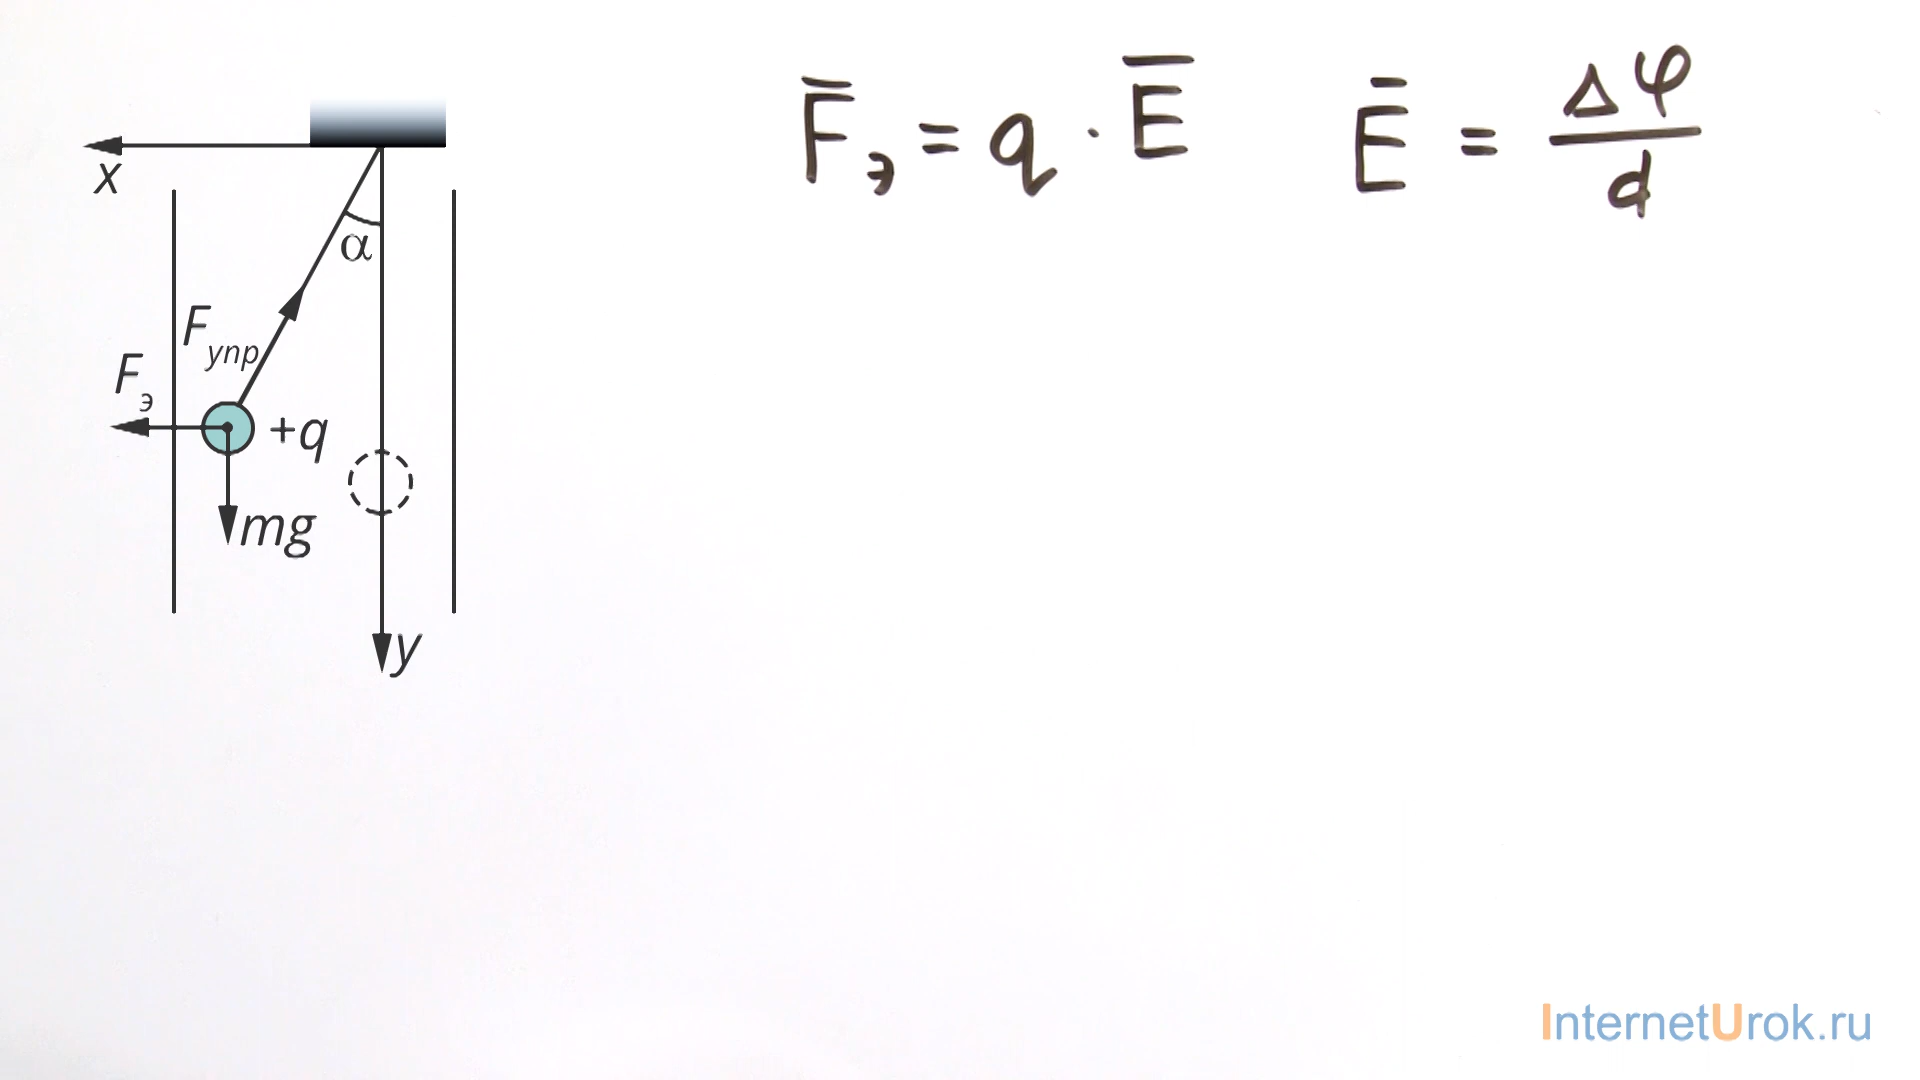 F̅э = q · E̅
E̅ = Δφ/d
x
α
Fупр
Fэ
+q
mg
y
InternetUrok.ru